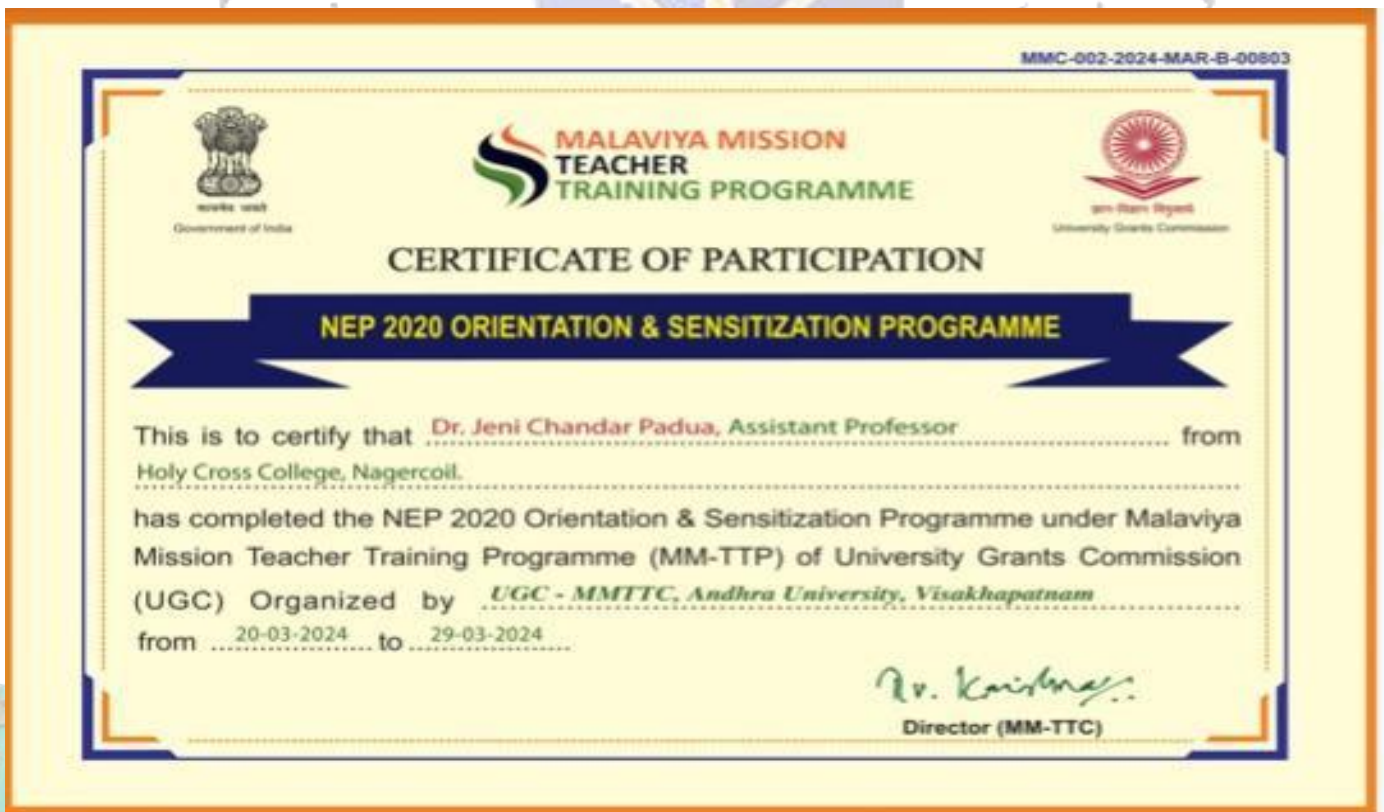 MMC-002-2024-MAR-B-00803
MALAVIYA MISSION
TEACHER
TRAINING PROGRAMME
सत्यमेव जयते
Government of India
ज्ञान-विज्ञान विमुक्तये
University Grants Commission
CERTIFICATE OF PARTICIPATION
NEP 2020 ORIENTATION & SENSITIZATION PROGRAMME
This is to certify that Dr. Jeni Chandar Padua, Assistant Professor from
Holy Cross College, Nagercoil.
has completed the NEP 2020 Orientation & Sensitization Programme under Malaviya
Mission Teacher Training Programme (MM-TTP) of University Grants Commission
(UGC) Organized by UGC - MMTTC, Andhra University, Visakhapatnam
from 20-03-2024 to 29-03-2024
Director (MM-TTC)